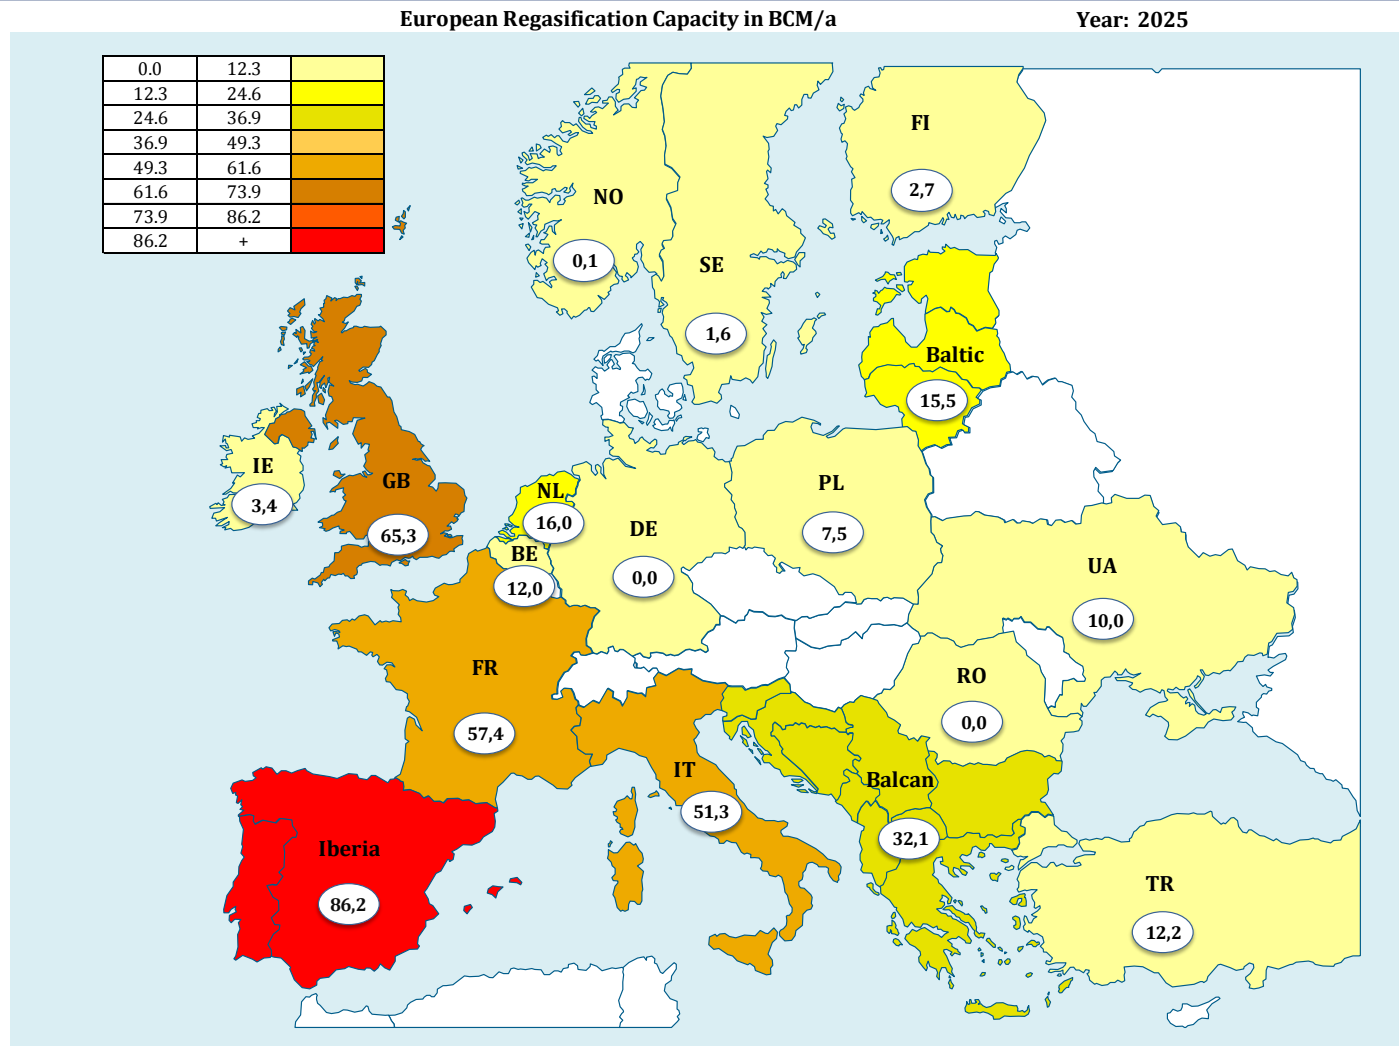 European Regasification Capacity in BCM/a Year: 2025
0.0 12.3
12.3 24.6
24.6 36.9
36.9 49.3
49.3 61.6
61.6 73.9
73.9 86.2
86.2 +
FI
2,7
NO
0,1
SE
1,6
Baltic
15,5
IE
3,4
GB
65,3
NL
16,0
BE
12,0
DE
0,0
PL
7,5
UA
10,0
FR
57,4
RO
0,0
IT
51,3
Balcan
32,1
Iberia
86,2
TR
12,2